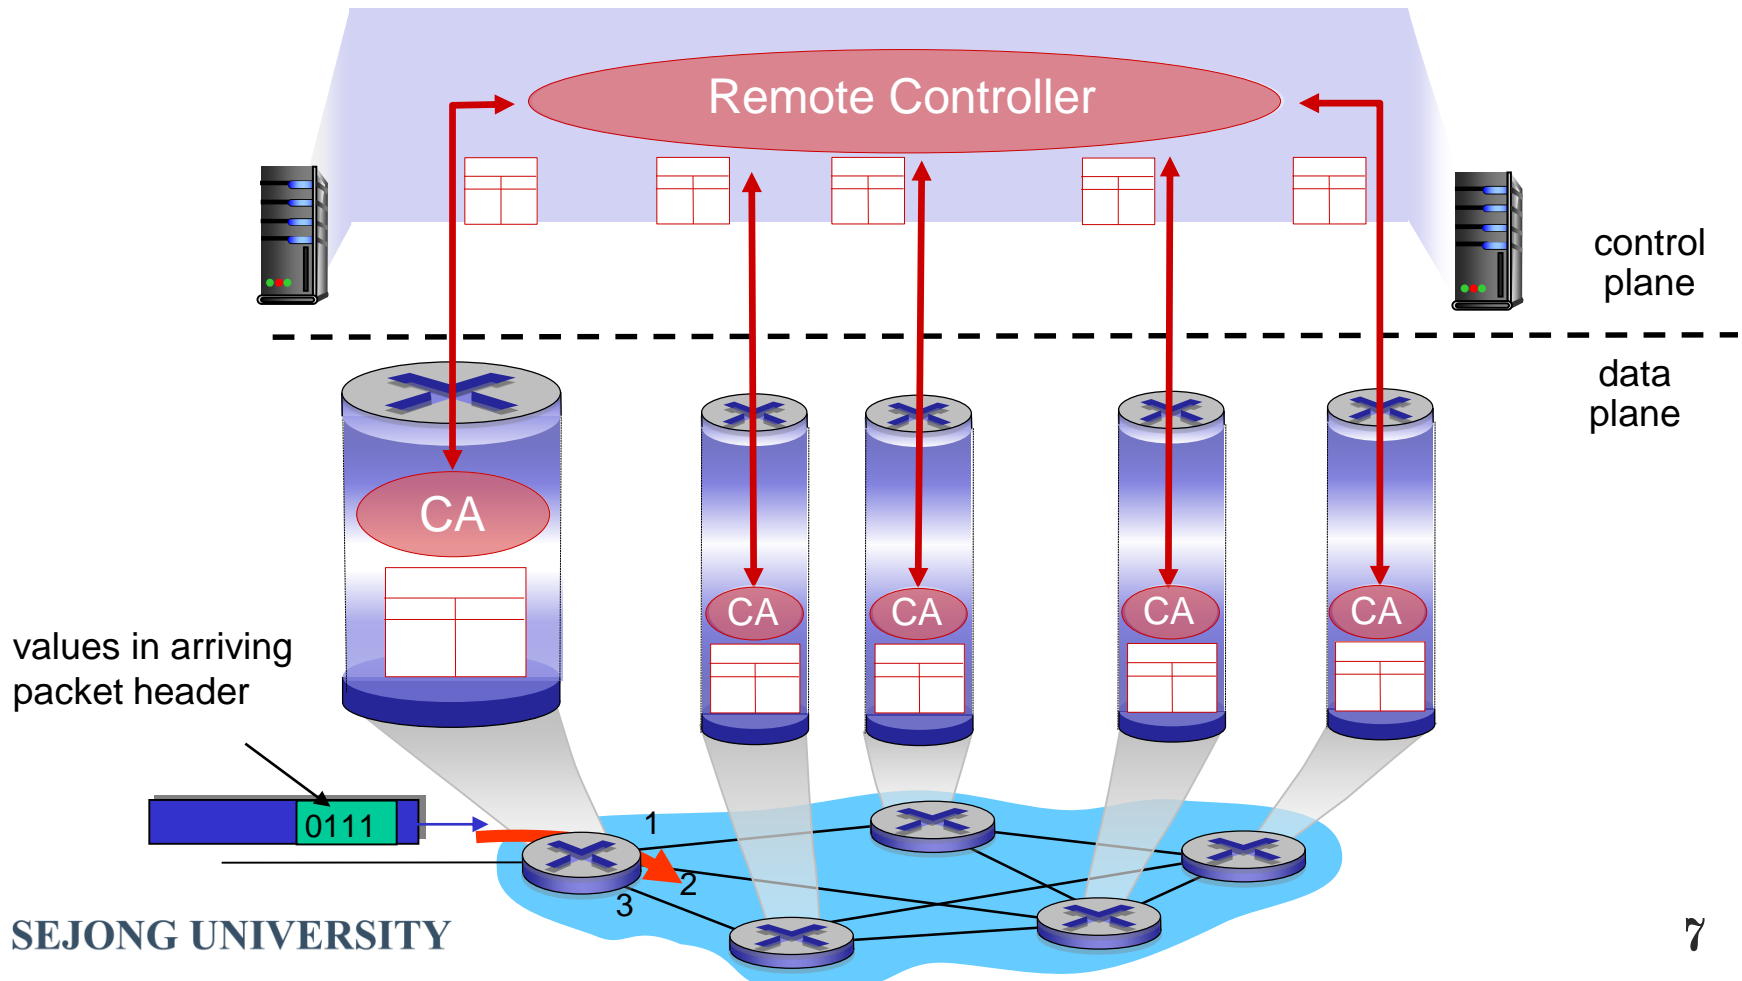 Remote Controller
control
plane
data
plane
CA
CA
CA
CA
CA
values in arriving
packet header
0111
1
2
3
SEJONG UNIVERSITY
7